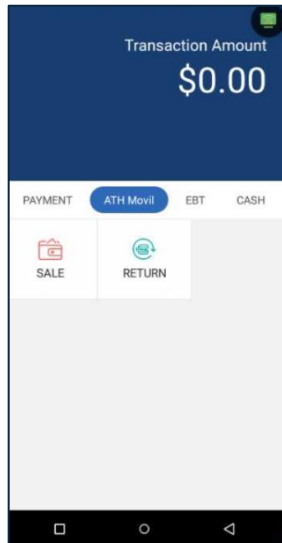 Transaction Amount
$0.00
PAYMENT ATH Movil EBT CASH
SALE RETURN